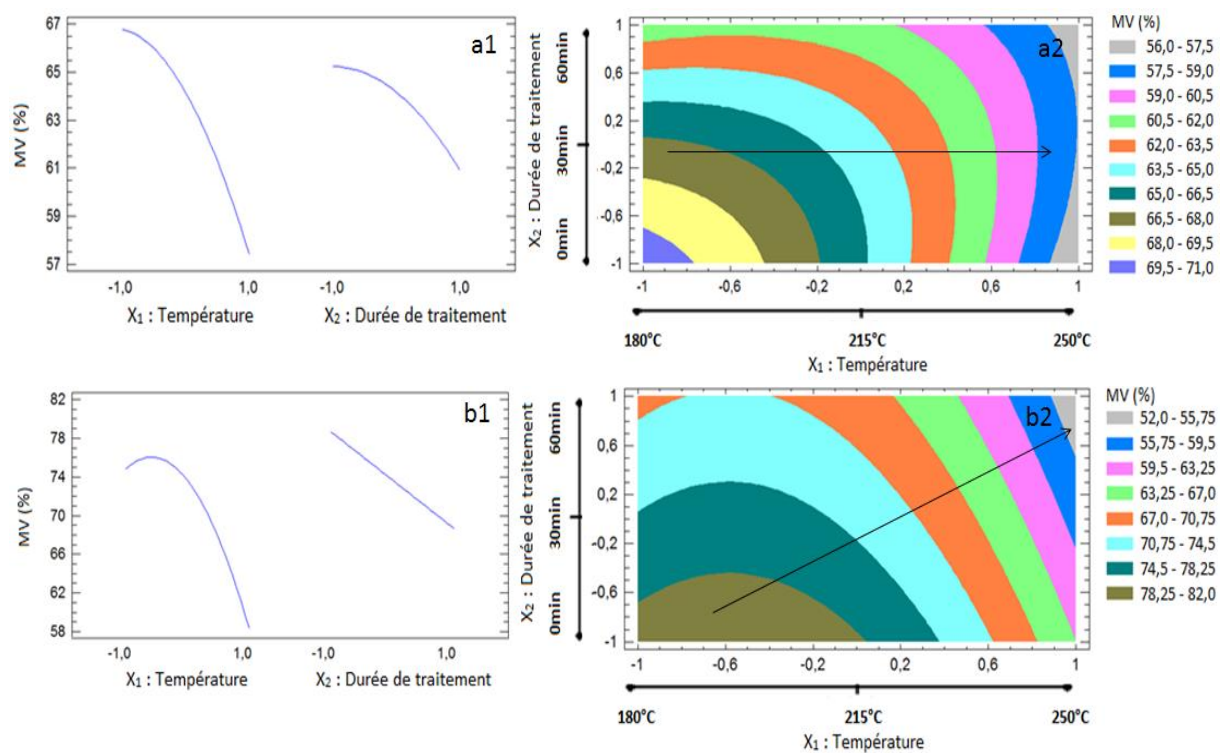 67
65
63
61
59
57
MV (%)
a1
-1,0 1,0 -1,0 1,0
X₁ : Température X₂ : Durée de traitement
X₂ : Durée de traitement
0min 30min 60min
1
0,6
0,2
-0,2
-0,6
-1
a2
-1 -0,6 -0,2 0,2 0,6 1
180°C 215°C 250°C
X₁ : Température
MV (%)
56,0 - 57,5
57,5 - 59,0
59,0 - 60,5
60,5 - 62,0
62,0 - 63,5
63,5 - 65,0
65,0 - 66,5
66,5 - 68,0
68,0 - 69,5
69,5 - 71,0
82
78
74
70
66
62
58
MV (%)
b1
-1,0 1,0 -1,0 1,0
X₁ : Température X₂ : Durée de traitement
X₂ : Durée de traitement
0min 30min 60min
1
0,6
0,2
-0,2
-0,6
-1
b2
-1 -0,6 -0,2 0,2 0,6 1
180°C 215°C 250°C
X₁ : Température
MV (%)
52,0 - 55,75
55,75 - 59,5
59,5 - 63,25
63,25 - 67,0
67,0 - 70,75
70,75 - 74,5
74,5 - 78,25
78,25 - 82,0